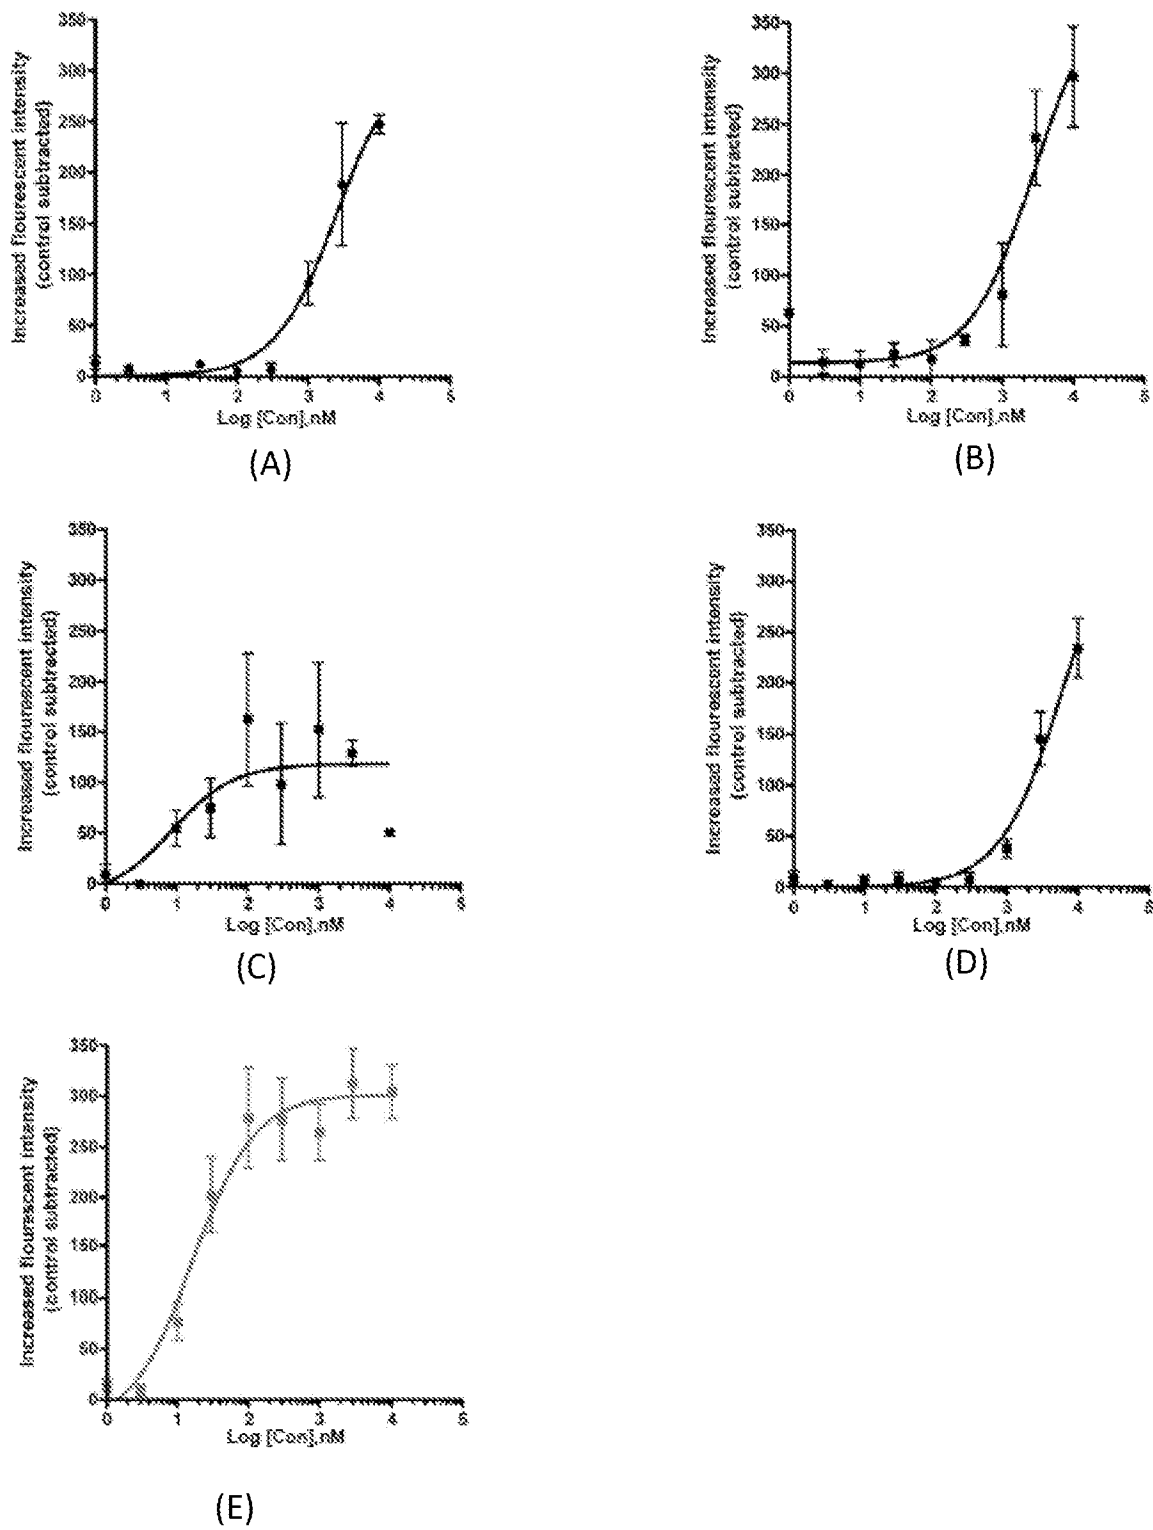 350
300
250
200
150
100
50
0
Increased flourescent intensity
(control subtracted)
0 1 2 3 4 5
Log [Con],nM
(A)
350
300
250
200
150
100
50
0
Increased flourescent intensity
(control subtracted)
0 1 2 3 4 5
Log [Con],nM
(B)
350
300
250
200
150
100
50
0
Increased flourescent intensity
(control subtracted)
0 1 2 3 4 5
Log [Con],nM
(C)
350
300
250
200
150
100
50
0
Increased flourescent intensity
(control subtracted)
0 1 2 3 4 5
Log [Con],nM
(D)
350
300
250
200
150
100
50
0
Increased flourescent intensity
(control subtracted)
0 1 2 3 4 5
Log [Con],nM
(E)